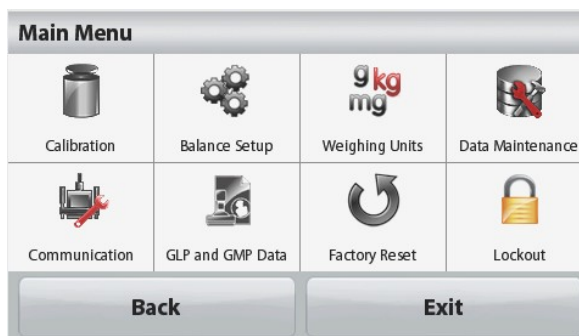 Main Menu
g kg
mg
Calibration
Balance Setup
Weighing Units
Data Maintenance
Communication
GLP and GMP Data
Factory Reset
Lockout
Back
Exit